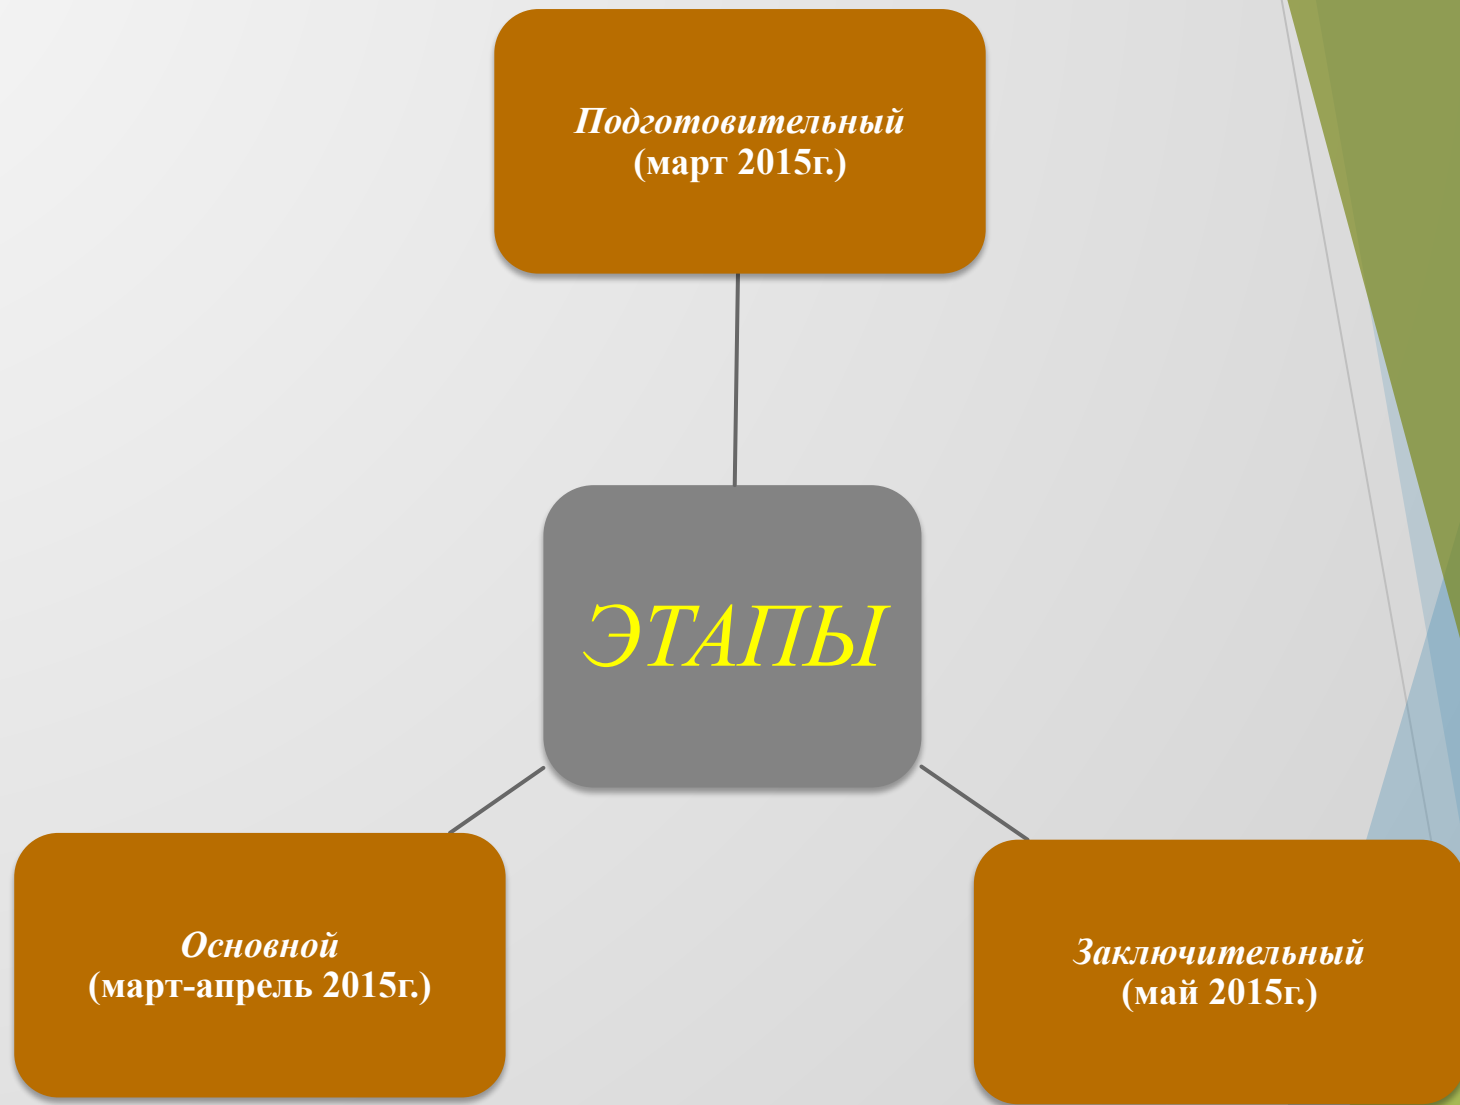 Подготовительный
(март 2015г.)
ЭТАПЫ
Основной
(март-апрель 2015г.)
Заключительный
(май 2015г.)